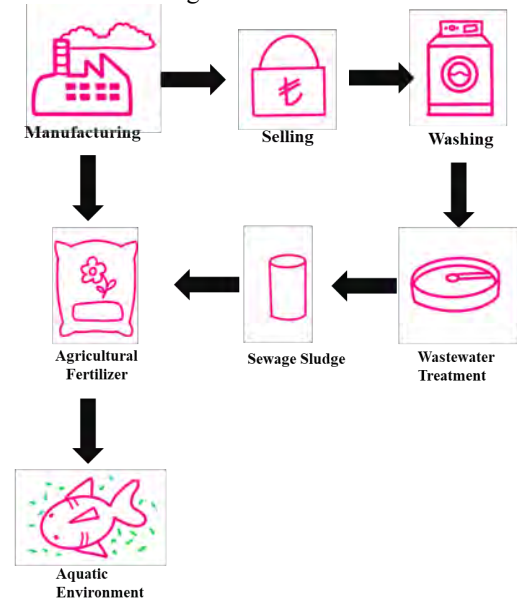 Manufacturing
₺
Selling
Washing
Agricultural
Fertilizer
Sewage Sludge
Wastewater
Treatment
Aquatic
Environment